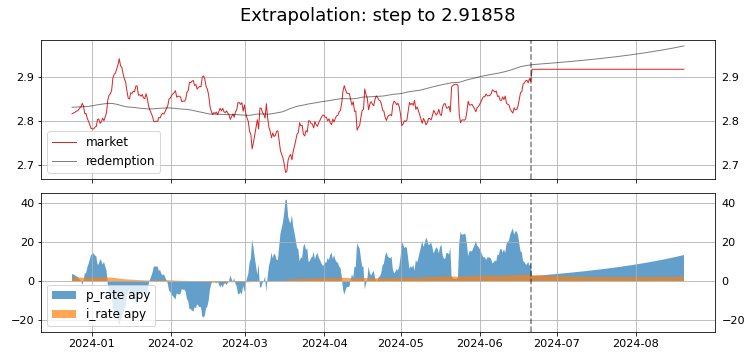 Extrapolation: step to 2.91858
2.9
2.8
2.7
2.9
2.8
2.7
market
redemption
40
20
0
−20
40
20
0
−20
p_rate apy
i_rate apy
2024-01 2024-02 2024-03 2024-04 2024-05 2024-06 2024-07 2024-08